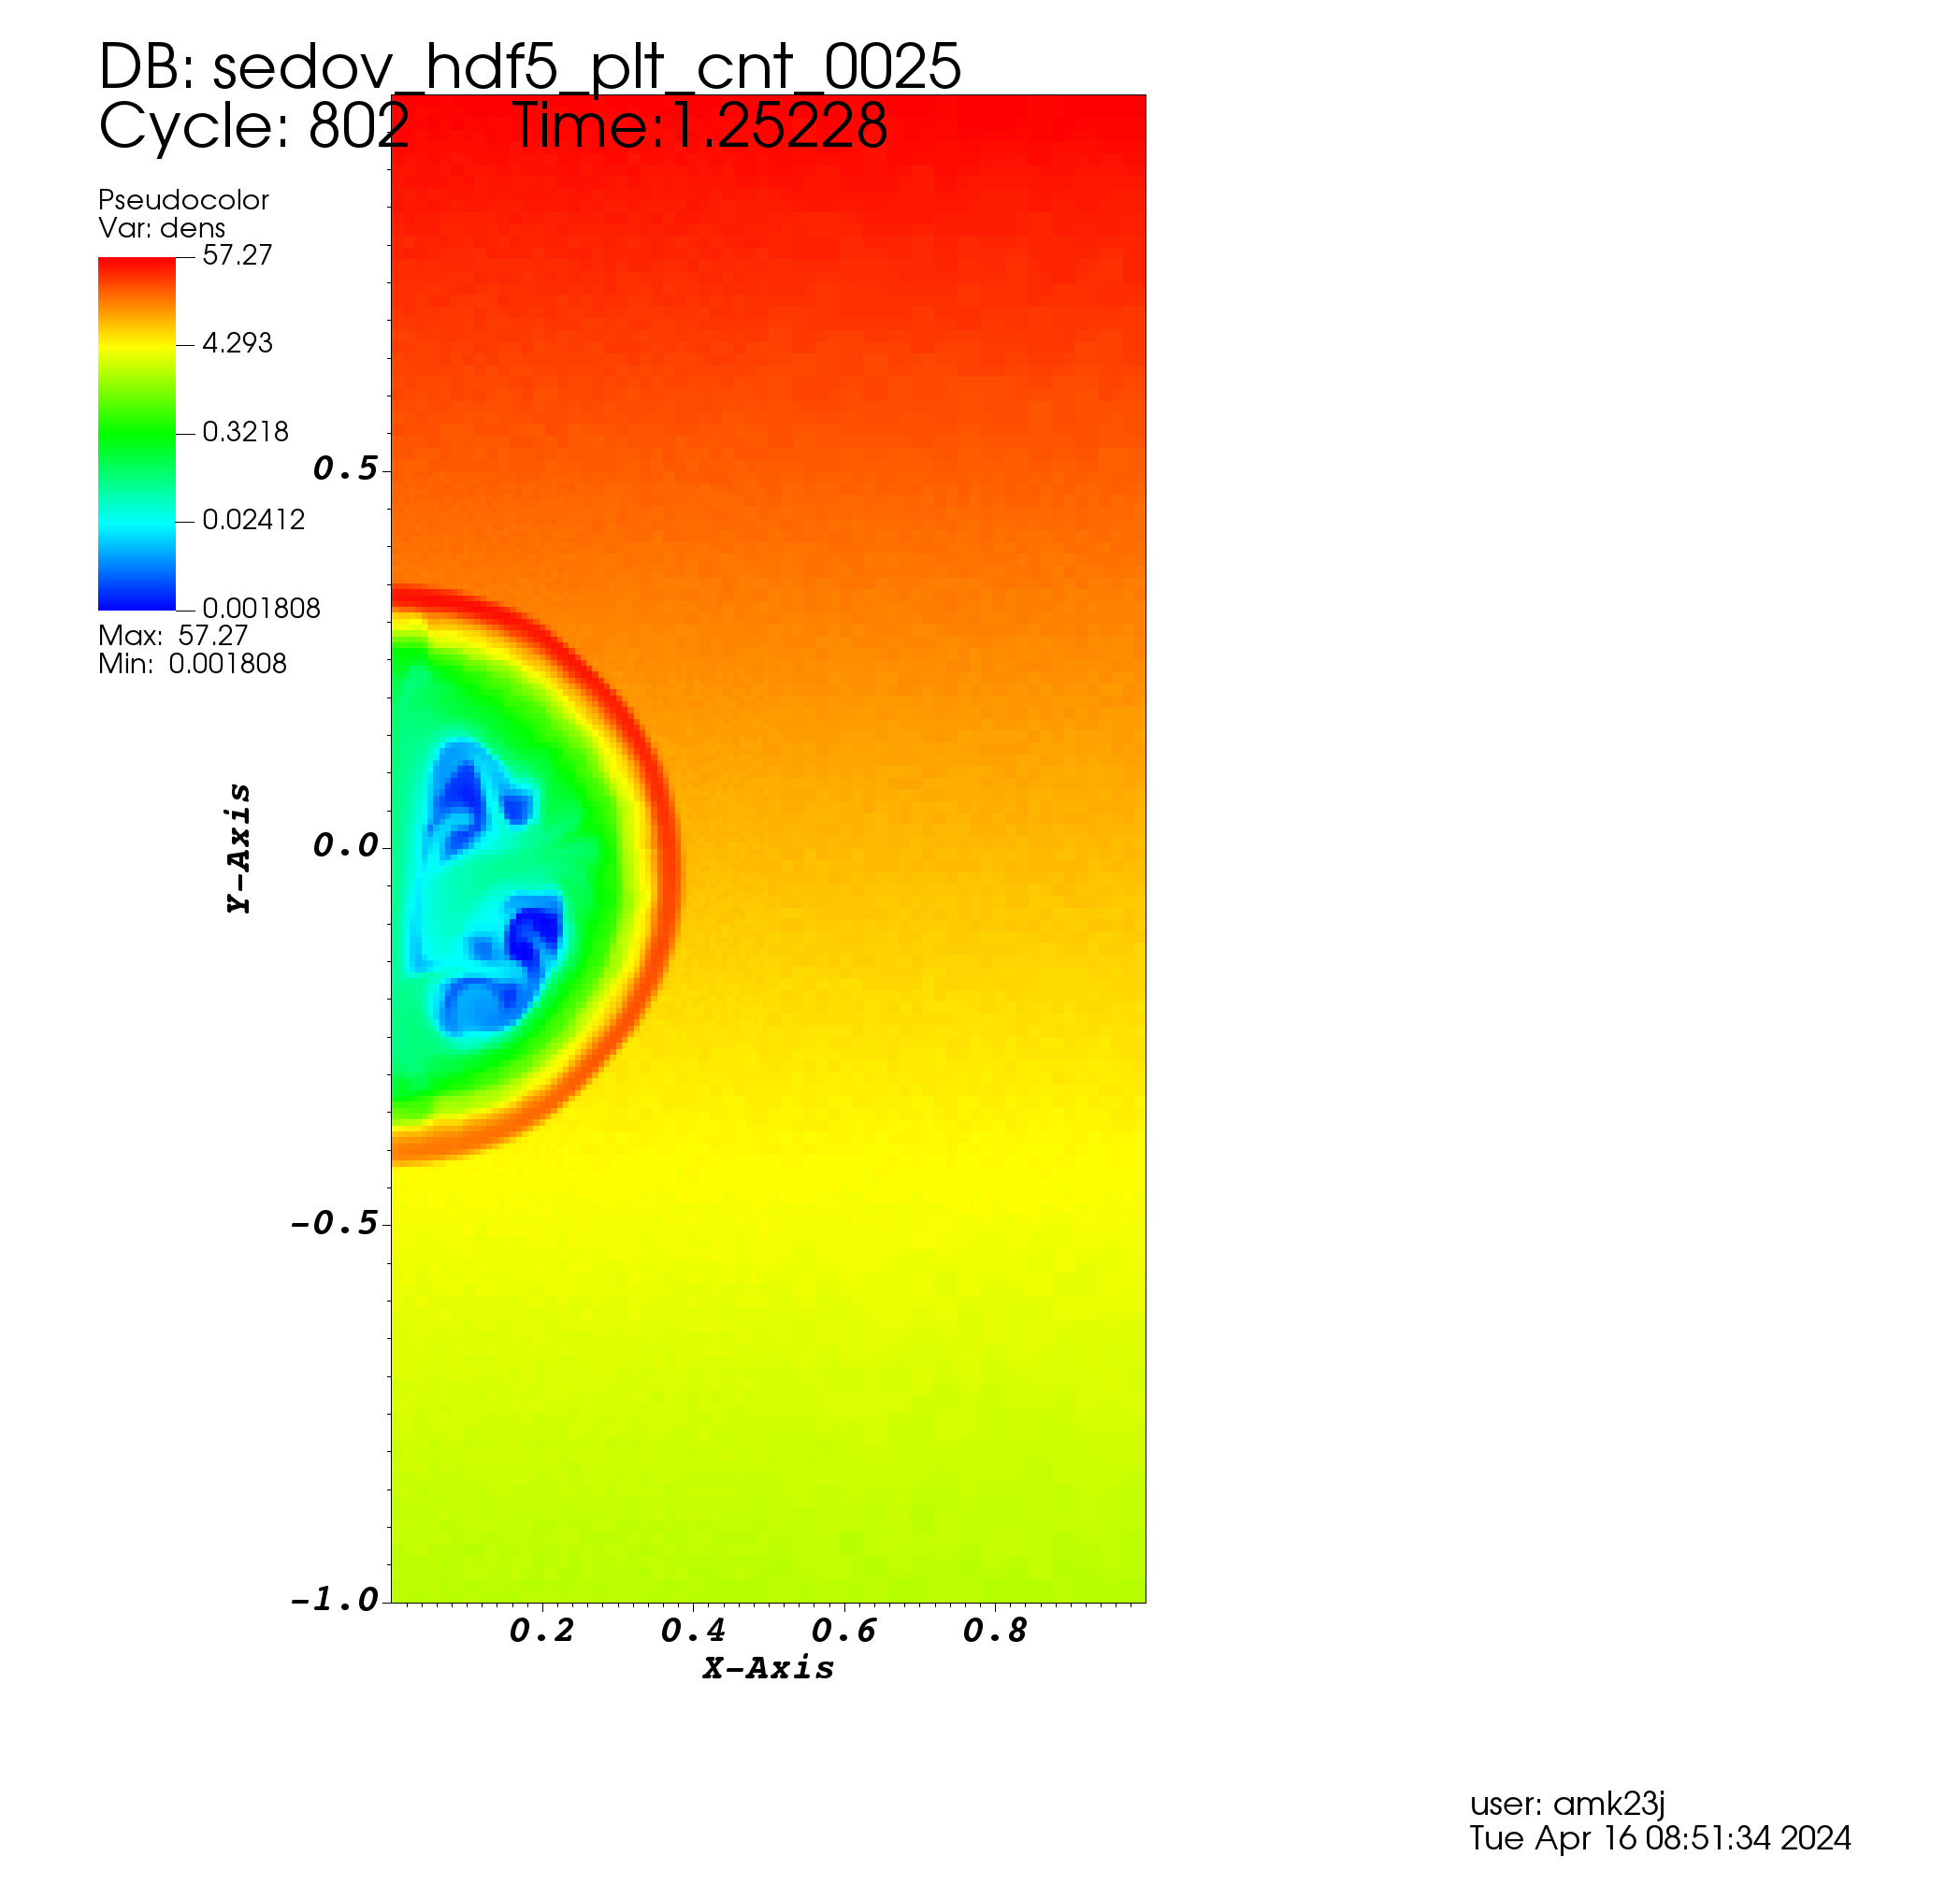 DB: sedov_hdf5_plt_cnt_0025
Cycle: 802 Time:1.25228
Pseudocolor
Var: dens
57.27
4.293
0.3218
0.02412
0.001808
Max: 57.27
Min: 0.001808
0.5
0.0
-0.5
-1.0
Y-Axis
0.2 0.4 0.6 0.8
X-Axis
user: amk23j
Tue Apr 16 08:51:34 2024